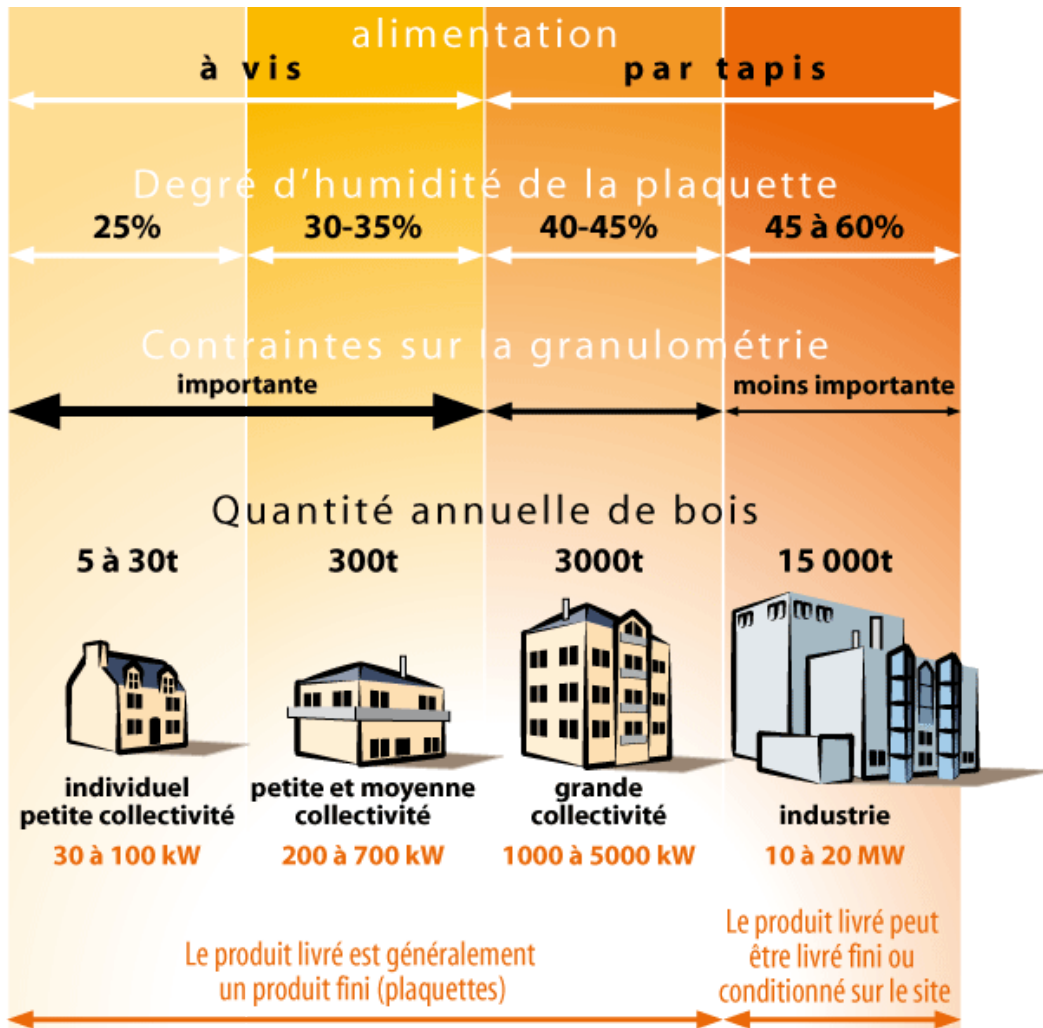 alimentation
à vis
par tapis
Degré d'humidité de la plaquette
25%
30-35%
40-45%
45 à 60%
Contraintes sur la granulométrie
importante
moins importante
Quantité annuelle de bois
5 à 30t
300t
3000t
15 000t
individuel
petite collectivité
30 à 100 kW
petite et moyenne
collectivité
200 à 700 kW
grande
collectivité
1000 à 5000 kW
industrie
10 à 20 MW
Le produit livré est généralement
un produit fini (plaquettes)
Le produit livré peut
être livré fini ou
conditionné sur le site